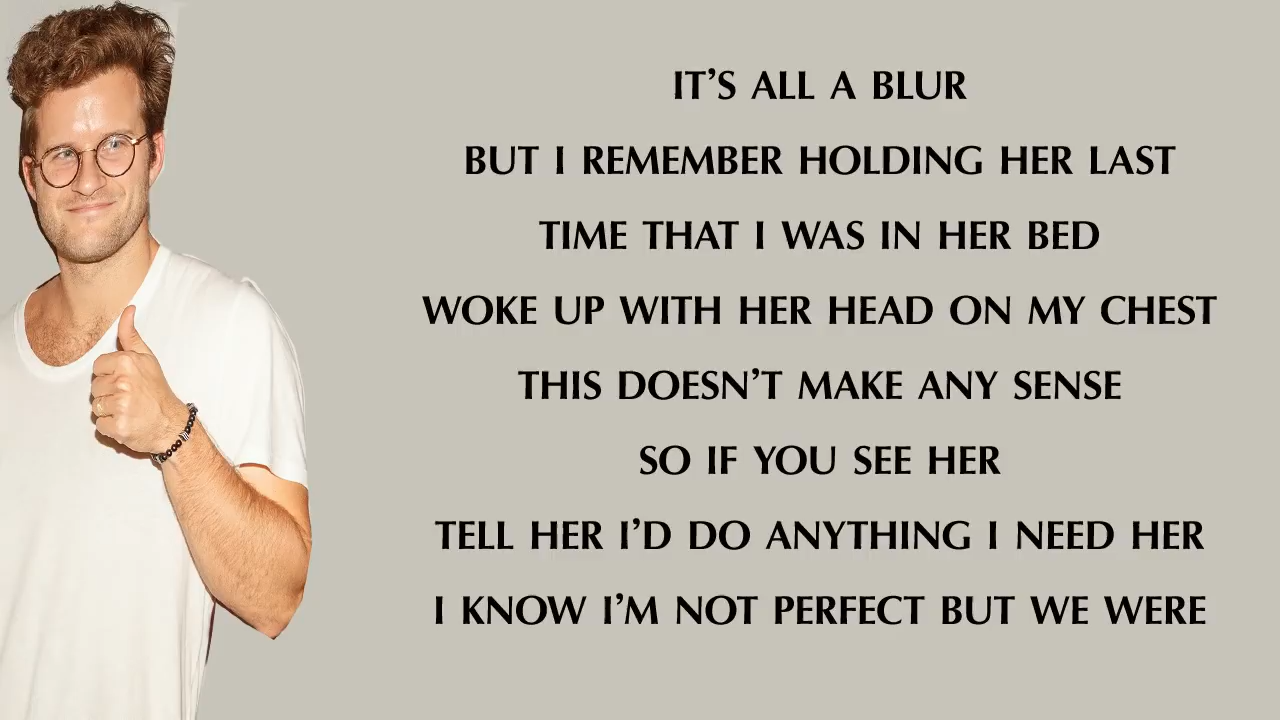 IT’S ALL A BLUR
BUT I REMEMBER HOLDING HER LAST
TIME THAT I WAS IN HER BED
WOKE UP WITH HER HEAD ON MY CHEST
THIS DOESN’T MAKE ANY SENSE
SO IF YOU SEE HER
TELL HER I’D DO ANYTHING I NEED HER
I KNOW I’M NOT PERFECT BUT WE WERE